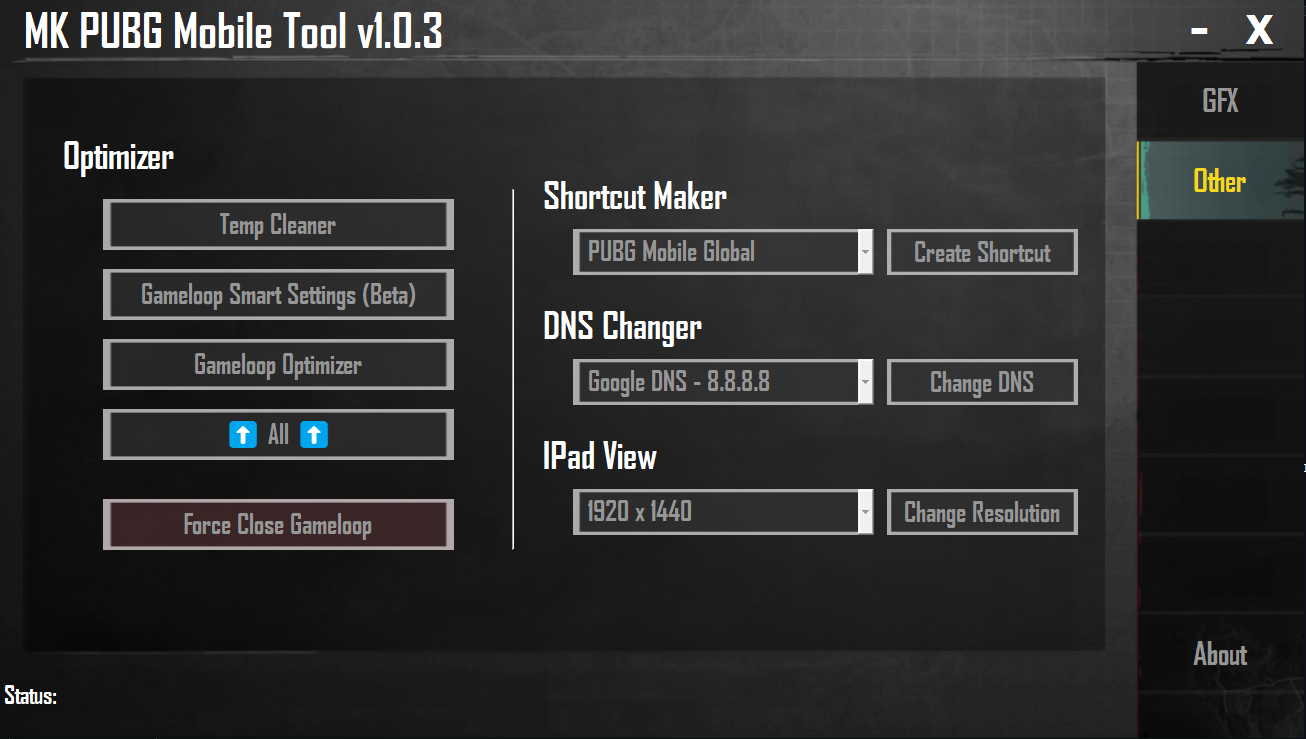 MK PUBG Mobile Tool v1.0.3
- X
GFX
Other
About
Optimizer
Temp Cleaner
Gameloop Smart Settings (Beta)
Gameloop Optimizer
⬆ All ⬆
Force Close Gameloop
Shortcut Maker
PUBG Mobile Global
Create Shortcut
DNS Changer
Google DNS - 8.8.8.8
Change DNS
IPad View
1920 x 1440
Change Resolution
Status: